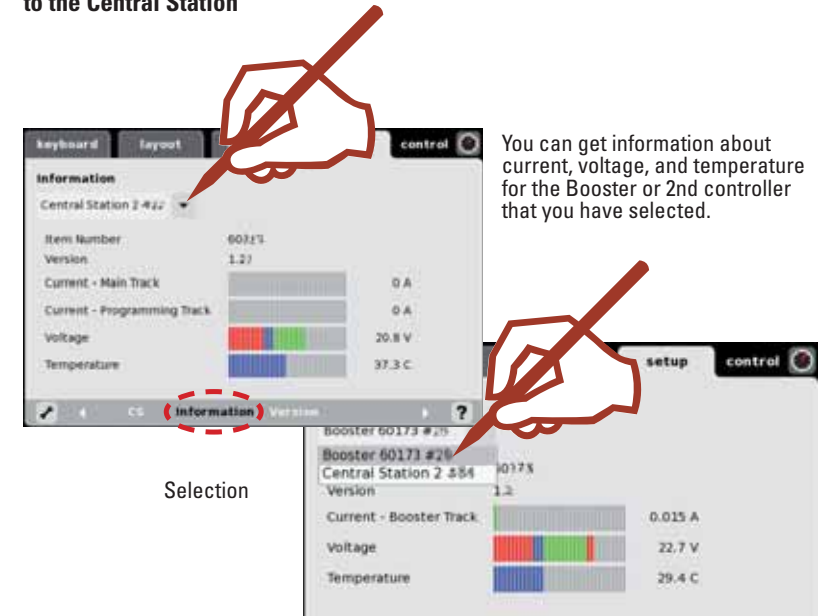 to the Central Station
keyboard layout control
Information
Central Station 2
Item Number
Version
Current - Main Track 0 A
Current - Programming Track 0 A
Voltage 20.8 V
Temperature 37.3 C
CS Information Version ?
You can get information about
current, voltage, and temperature
for the Booster or 2nd controller
that you have selected.
Selection
setup control
Booster 60173
Booster 60173
Central Station 2
Version
Current - Booster Track 0.015 A
Voltage 22.7 V
Temperature 29.4 C